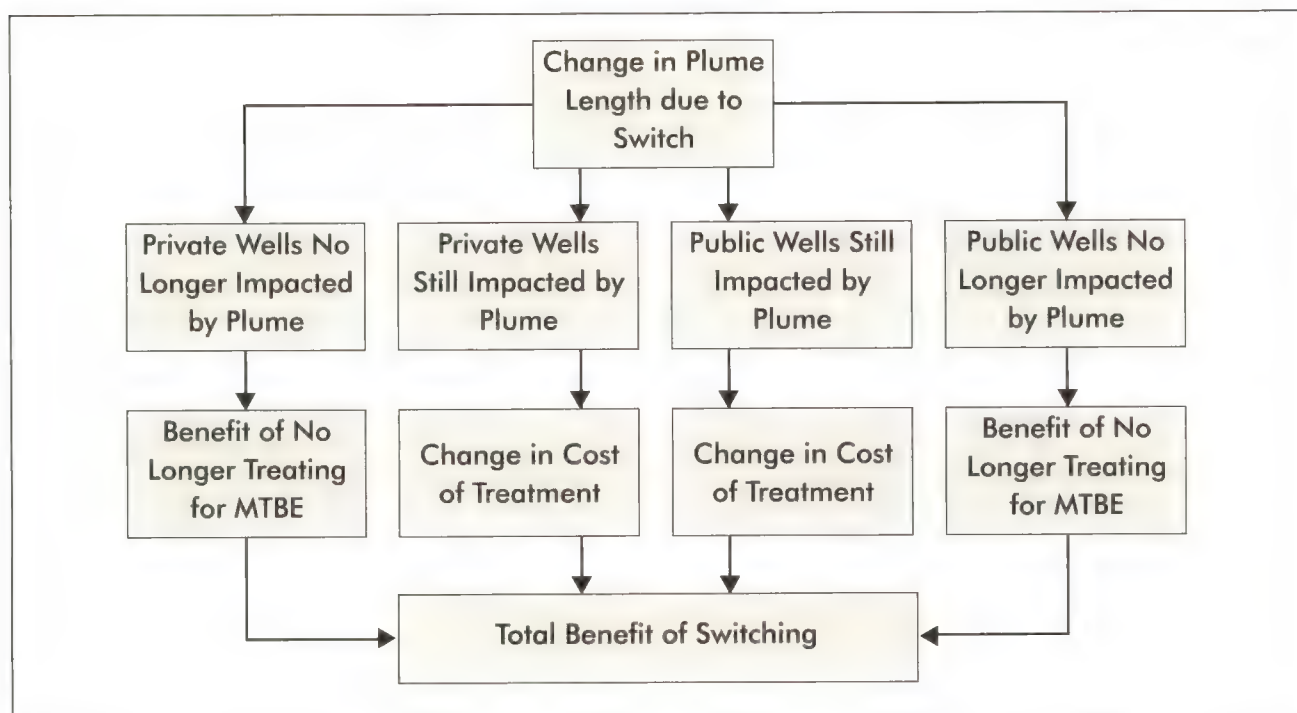 Change in Plume
Length due to
Switch
Private Wells No
Longer Impacted
by Plume
Private Wells
Still Impacted by
Plume
Public Wells Still
Impacted by
Plume
Public Wells No
Longer Impacted
by Plume
Benefit of No
Longer Treating
for MTBE
Change in Cost
of Treatment
Change in Cost
of Treatment
Benefit of No
Longer Treating
for MTBE
Total Benefit of Switching